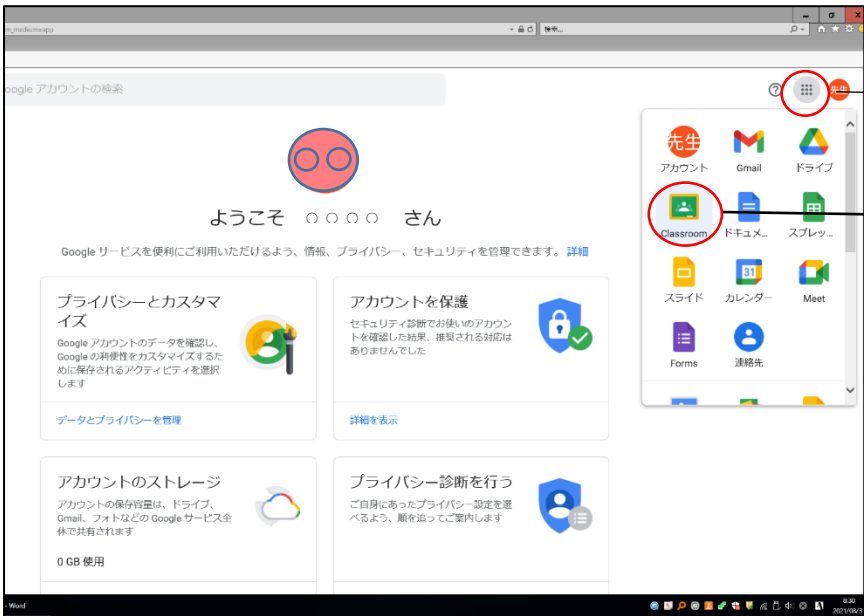 m_mediumwapp
検索...
Google アカウントの検索
先生
先生
アカウント
Gmail
ドライブ
Classroom
ドキュメ...
スプレッ...
スライド
31
カレンダー
Meet
Forms
連絡先
ようこそ ○○○○ さん
Google サービスを便利にご利用いただけるよう、情報、プライバシー、セキュリティを管理できます。詳細
プライバシーとカスタマ
イズ
Google アカウントのデータを確認し、
Google の利便性をカスタマイズするた
めに保存されるアクティビティを選択
します
データとプライバシーを管理
アカウントを保護
セキュリティ診断でお使いのアカウン
トを確認した結果、推奨される対応は
ありませんでした
詳細を表示
アカウントのストレージ
アカウントの保存容量は、ドライブ、
Gmail、フォトなどの Google サービス全
体で共有されます
0 GB 使用
プライバシー診断を行う
ご自身にあったプライバシー設定を選
べるよう、順を追ってご案内します
- Word
8:30